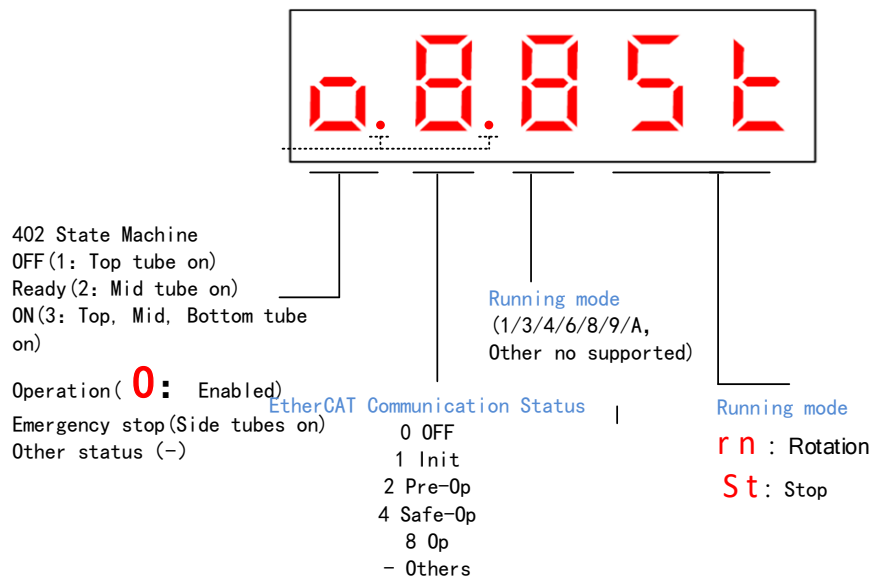 o.8.8St
402 State Machine
OFF(1: Top tube on)
Ready(2: Mid tube on)
ON(3: Top, Mid, Bottom tube
on)
Operation( 0: Enabled)
Emergency stop(Side tubes on)
Other status (-)
EtherCAT Communication Status
0 OFF
1 Init
2 Pre-Op
4 Safe-Op
8 Op
- Others
Running mode
(1/3/4/6/8/9/A,
Other no supported)
Running mode
rn : Rotation
St: Stop